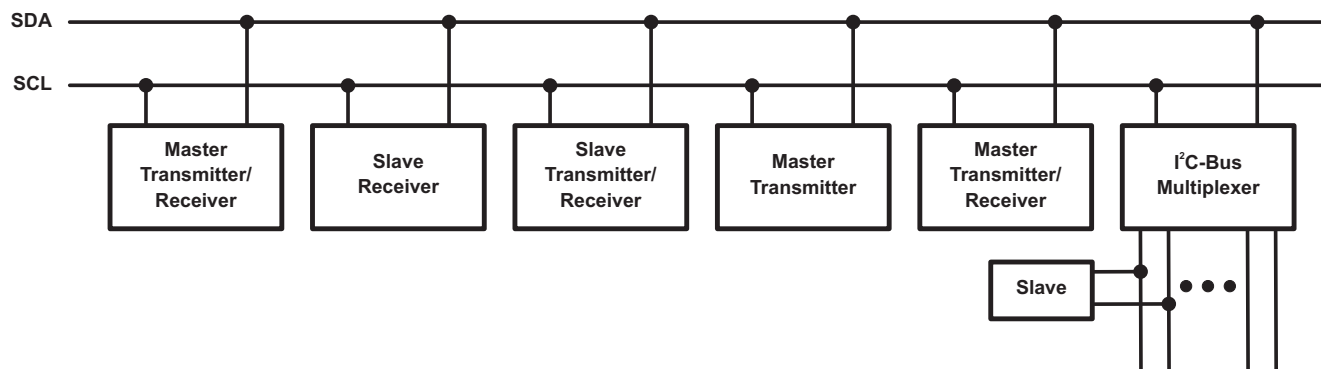 SDA
SCL
Master
Transmitter/
Receiver
Slave
Receiver
Slave
Transmitter/
Receiver
Master
Transmitter
Master
Transmitter/
Receiver
I²C-Bus
Multiplexer
Slave